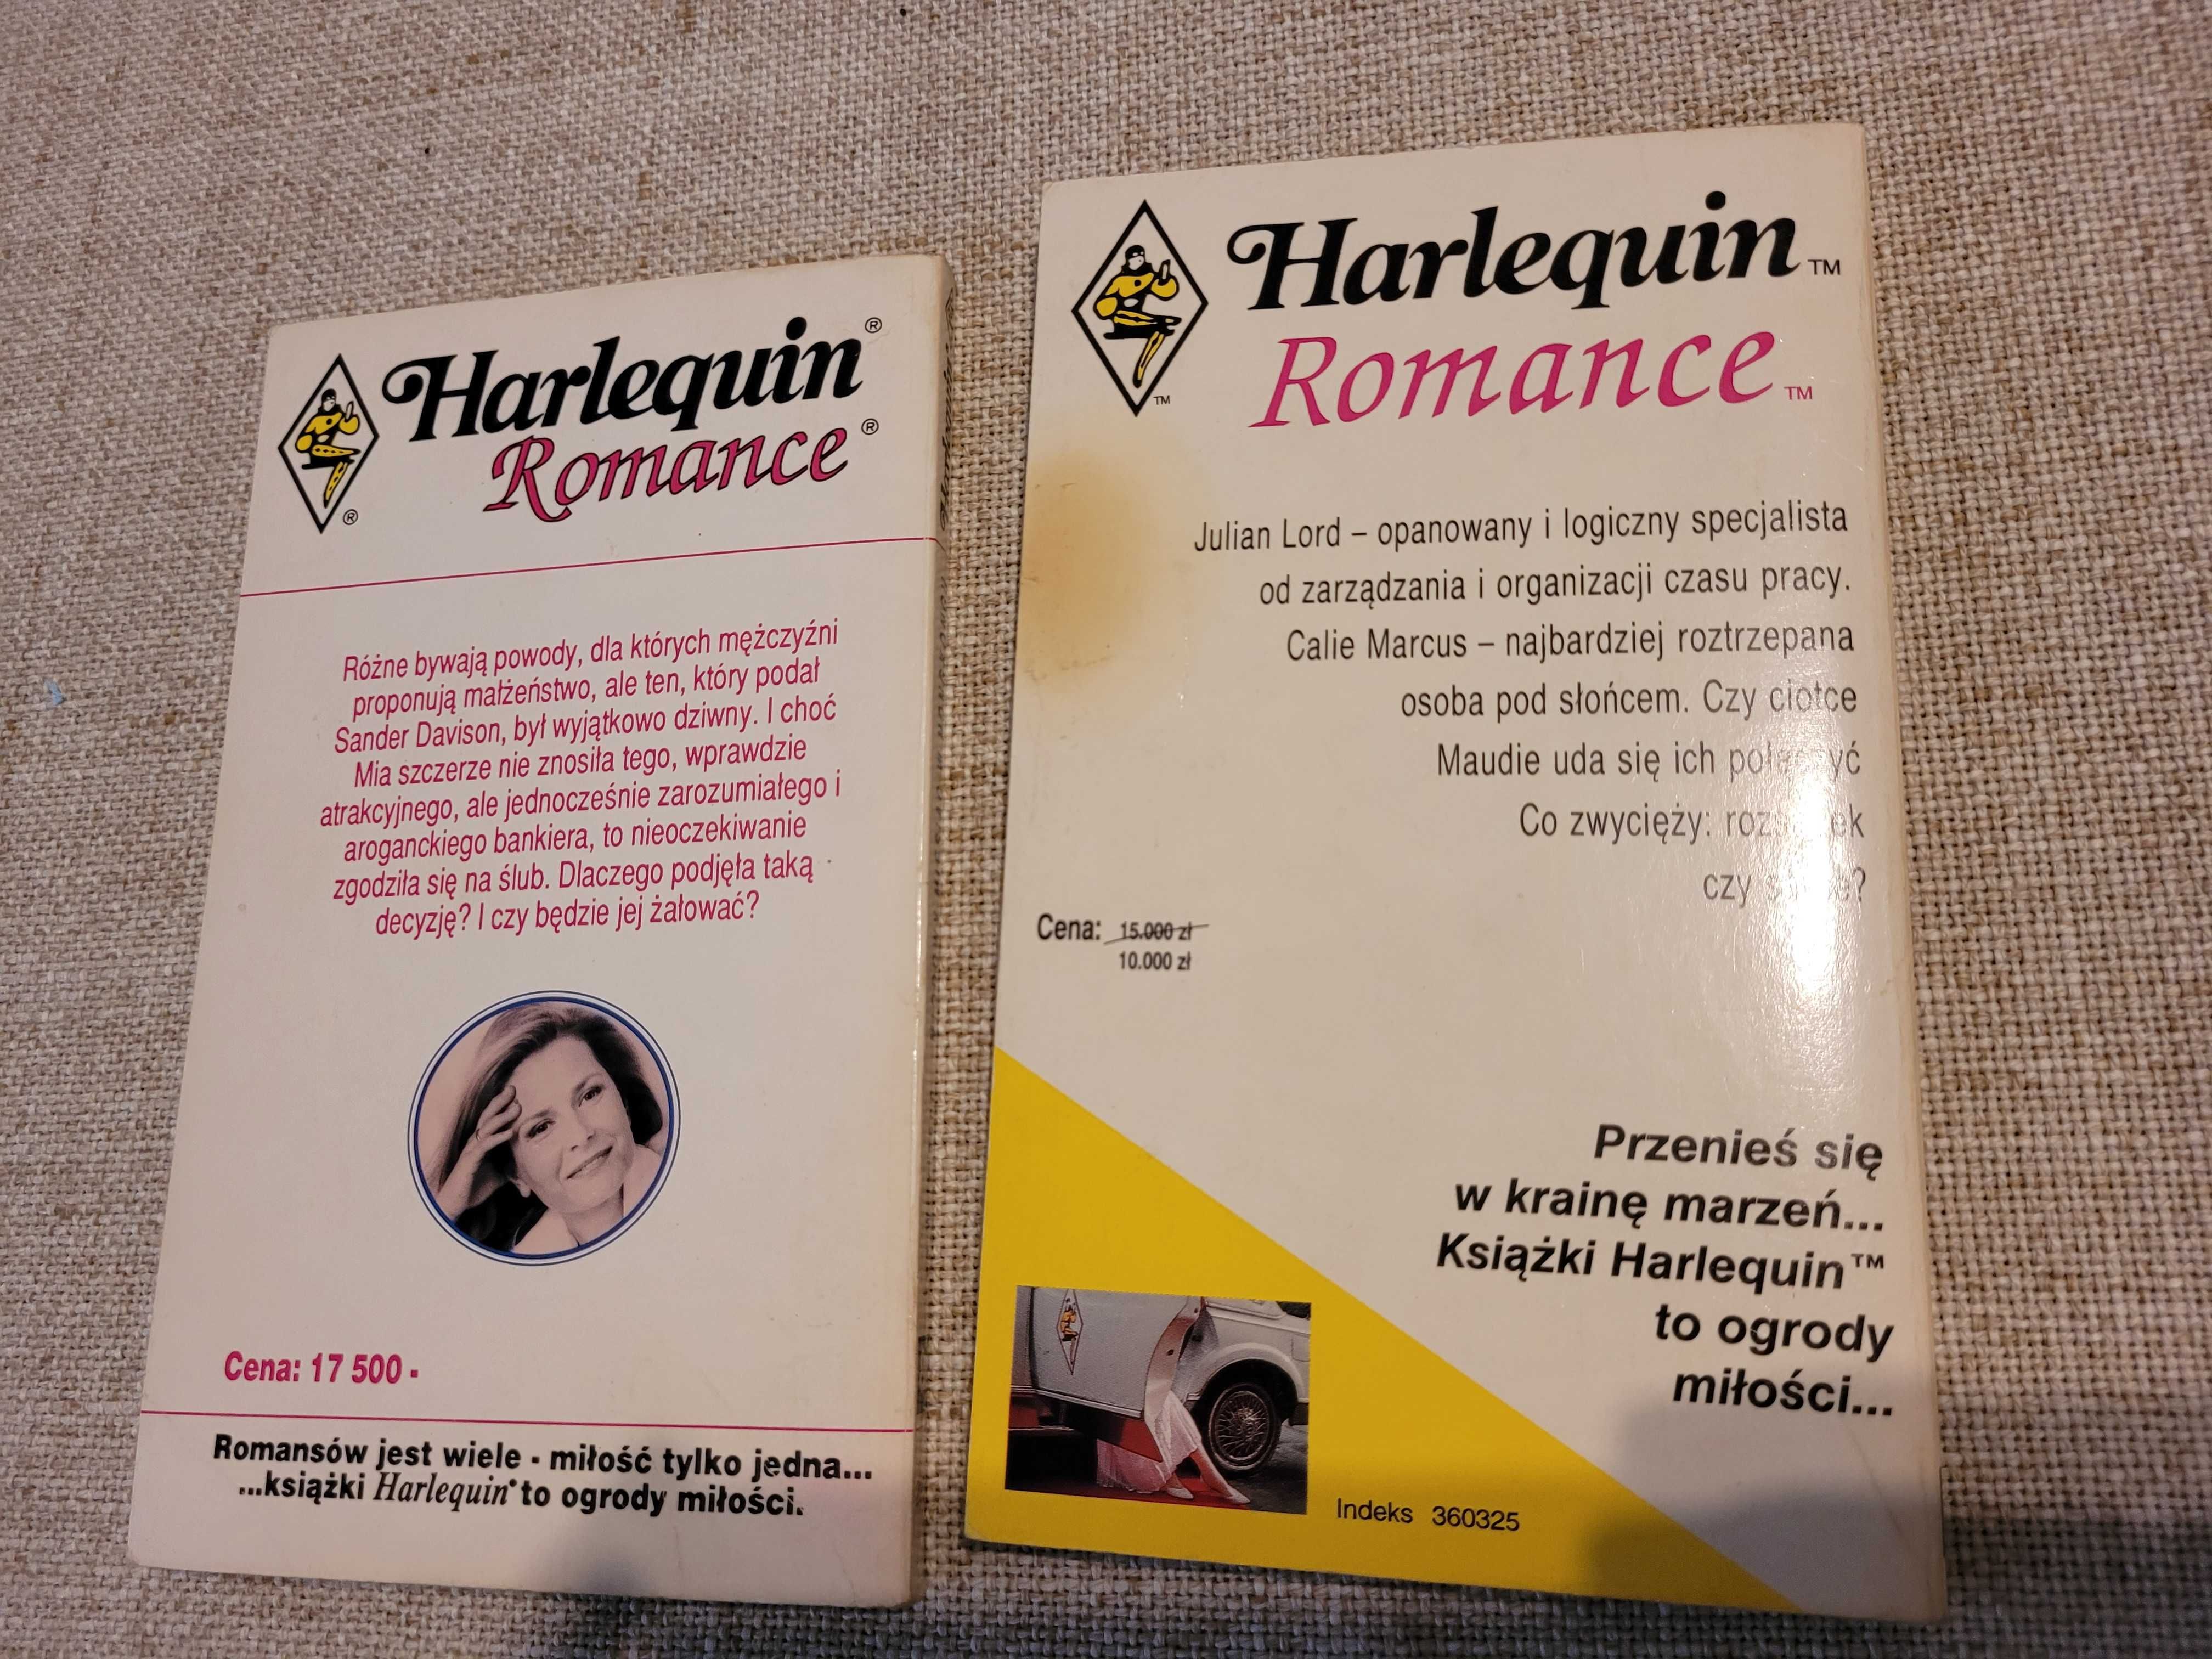 Harlequin®
Romance®
®
Różne bywają powody, dla których mężczyźni
proponują małżeństwo, ale ten, który podał
Sander Davison, był wyjątkowo dziwny. I choć
Mia szczerze nie znosiła tego, wprawdzie
atrakcyjnego, ale jednocześnie zarozumiałego i
aroganckiego bankiera, to nieoczekiwanie
zgodziła się na ślub. Dlaczego podjęła taką
decyzję? I czy będzie jej żałować?
Cena: 17 500 -
Romansów jest wiele - miłość tylko jedna...
...książki Harlequin® to ogrody miłości.
Harlequin™
Romance™
™
Julian Lord – opanowany i logiczny specjalista
od zarządzania i organizacji czasu pracy.
Calie Marcus – najbardziej roztrzepana
osoba pod słońcem. Czy ciotce
Maudie uda się ich
Co zwycięży:
czy
Cena: 15.000 zł
10.000 zł
Przenieś się
w krainę marzeń...
Książki Harlequin™
to ogrody
miłości...
Indeks 360325